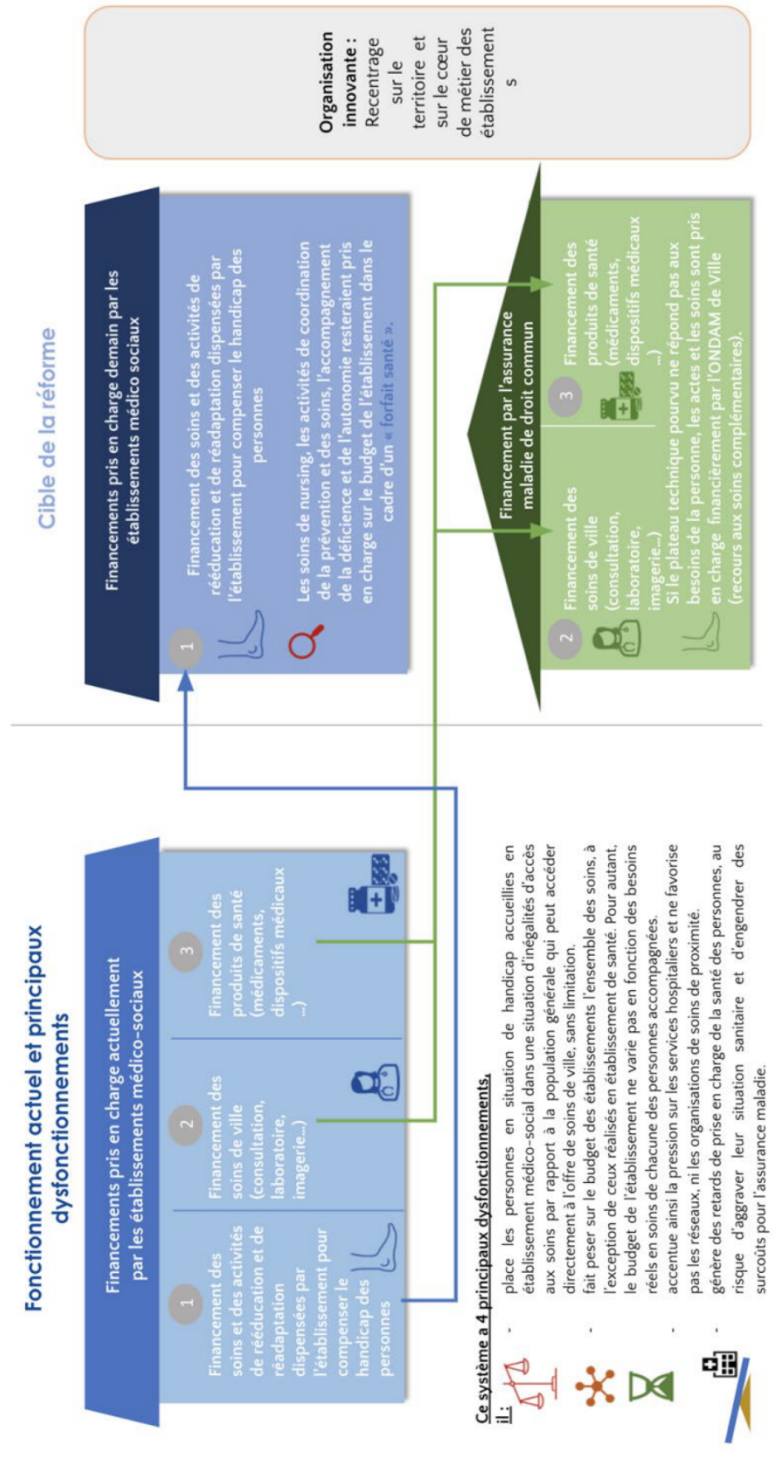 Fonctionnement actuel et principaux
dysfonctionnements
Financements pris en charge actuellement
par les établissements médico-sociaux
1
Financement des
soins et des activités
de rééducation et de
réadaptation
dispensées par
l'établissement pour
compenser le
handicap des
personnes
2
Financement des
soins de ville
(consultation,
laboratoire,
imagerie...)
3
Financement des
produits de santé
(médicaments,
dispositifs médicaux
...)
Ce système a 4 principaux dysfonctionnements,
il :
- place les personnes en situation de handicap accueillies en
établissement médico-social dans une situation d'inégalités d'accès
aux soins par rapport à la population générale qui peut accéder
directement à l'offre de soins de ville, sans limitation.
- fait peser sur le budget des établissements l'ensemble des soins, à
l'exception de ceux réalisés en établissement de santé. Pour autant,
le budget de l'établissement ne varie pas en fonction des besoins
réels en soins de chacune des personnes accompagnées.
- accentue ainsi la pression sur les services hospitaliers et ne favorise
pas les réseaux, ni les organisations de soins de proximité.
- génère des retards de prise en charge de la santé des personnes, au
risque d'aggraver leur situation sanitaire et d'engendrer des
surcoûts pour l'assurance maladie.
Cible de la réforme
Financements pris en charge demain par les
établissements médico sociaux
1
Financement des soins et des activités de
rééducation et de réadaptation dispensées par
l'établissement pour compenser le handicap des
personnes
Les soins de nursing, les activités de coordination
de la prévention et des soins, l'accompagnement
de la déficience et de l'autonomie resteraient pris
en charge sur le budget de l'établissement dans le
cadre d'un « forfait santé ».
Financement par l'assurance
maladie de droit commun
2
Financement des
soins de ville
(consultation,
laboratoire,
imagerie...)
3
Financement des
produits de santé
(médicaments,
dispositifs médicaux
...)
Si le plateau technique pourvu ne répond pas aux
besoins de la personne, les actes et les soins sont pris
en charge financièrement par l'ONDAM de Ville
(recours aux soins complémentaires).
Organisation
innovante :
Recentrage
sur le
territoire et
sur le cœur
de métier des
établissement
s